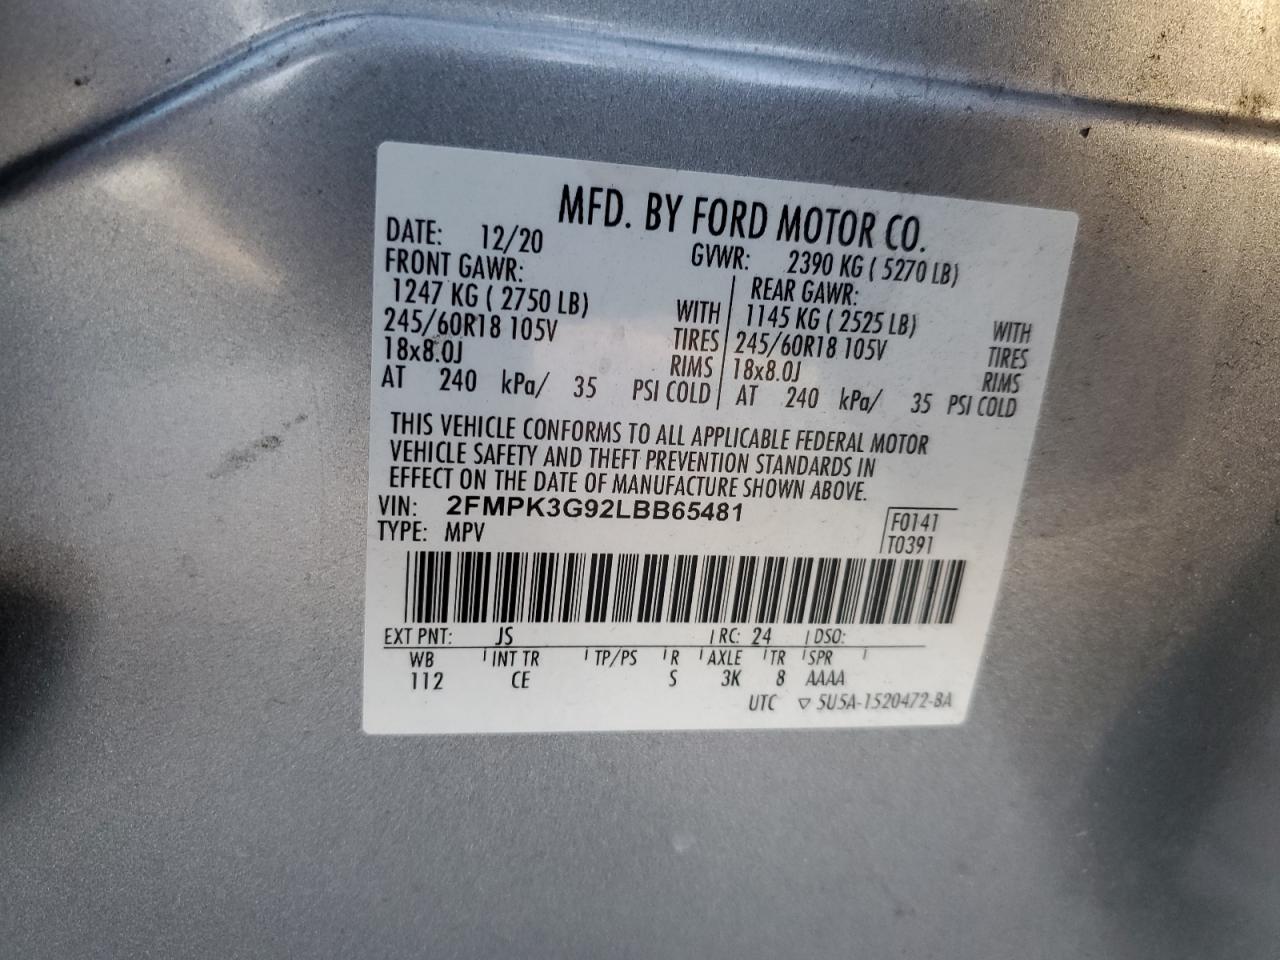 MFD. BY FORD MOTOR CO.
DATE: 12/20 GVWR: 2390 KG ( 5270 LB)
FRONT GAWR: REAR GAWR:
1247 KG ( 2750 LB) WITH 1145 KG ( 2525 LB) WITH
245/60R18 105V TIRES 245/60R18 105V TIRES
18x8.0J RIMS 18x8.0J RIMS
AT 240 kPa/ 35 PSI COLD AT 240 kPa/ 35 PSI COLD
THIS VEHICLE CONFORMS TO ALL APPLICABLE FEDERAL MOTOR
VEHICLE SAFETY AND THEFT PREVENTION STANDARDS IN
EFFECT ON THE DATE OF MANUFACTURE SHOWN ABOVE.
VIN: 2FMPK3G92LBB65481
TYPE: MPV
F0141
T0391
EXT PNT: JS RC: 24 DSO:
WB INT TR TP/PS R AXLE TR SPR
112 CE S 3K 8 AAAA
UTC ▽ 5U5A-1520472-BA